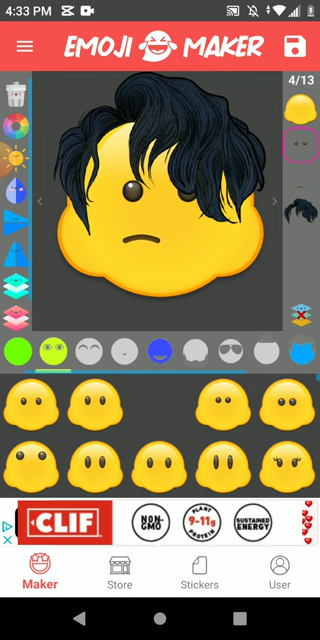 4:33 PM
EMOJI MAKER
4/13
CLIF
NON-
GMO
PLANT
9-11g
PROTEIN
SUSTAINED
ENERGY
Maker
Store
Stickers
User